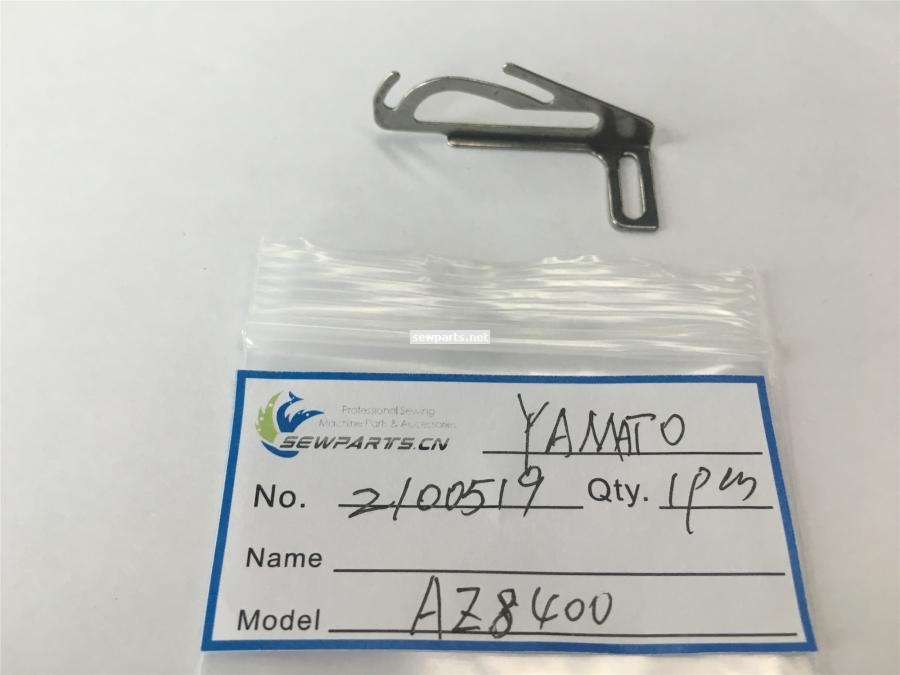 sewparts.net
Professional Sewing
Machine Parts & Accessories
SEWPARTS.CN
YAMATO
No. 2100519 Qty. 1pcs
Name
Model AZ8400